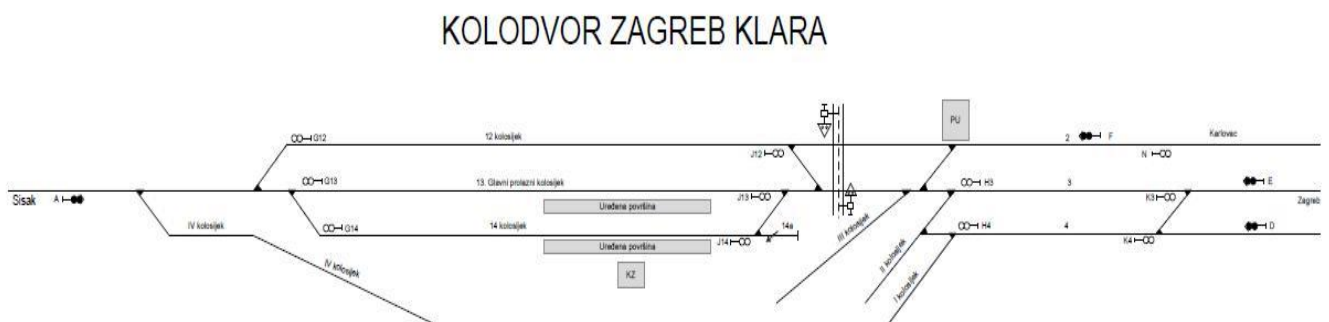 KOLODVOR ZAGREB KLARA
PU
G12
12 kolosijek
2
F
Karlovac
J12
N
G13
13. Glavni prolazni kolosijek
H3
3
E
Sisak
A
J13
K3
Zagreb
Uređena površina
IV kolosijek
G14
14 kolosijek
14a
III kolosijek
H4
4
D
J14
K4
Uređena površina
II kolosijek
IV kolosijek
KZ
I kolosijek